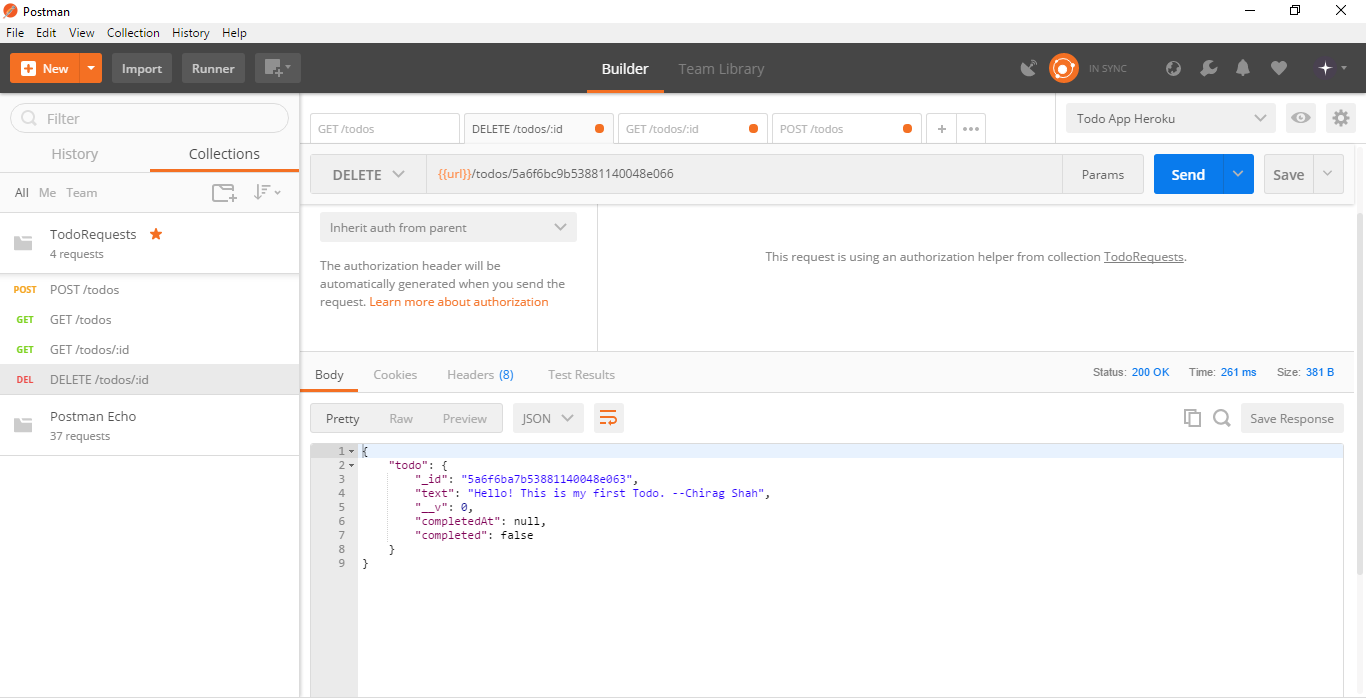 Postman
File Edit View Collection History Help
New Import Runner Builder Team Library IN SYNC
Filter
History Collections
All Me Team
TodoRequests
4 requests
POST POST /todos
GET GET /todos
GET GET /todos/:id
DEL DELETE /todos/:id
Postman Echo
37 requests
GET /todos DELETE /todos/:id GET /todos/:id POST /todos + ••• Todo App Heroku
DELETE {{url}}/todos/5a6f6bc9b53881140048e066 Params Send Save
Inherit auth from parent
The authorization header will be
automatically generated when you send the
request. Learn more about authorization
This request is using an authorization helper from collection TodoRequests.
Body Cookies Headers (8) Test Results Status: 200 OK Time: 261 ms Size: 381 B
Pretty Raw Preview JSON Save Response
1 {
2 "todo": {
3 "_id": "5a6f6ba7b53881140048e063",
4 "text": "Hello! This is my first Todo. --Chirag Shah",
5 "__v": 0,
6 "completedAt": null,
7 "completed": false
8 }
9 }